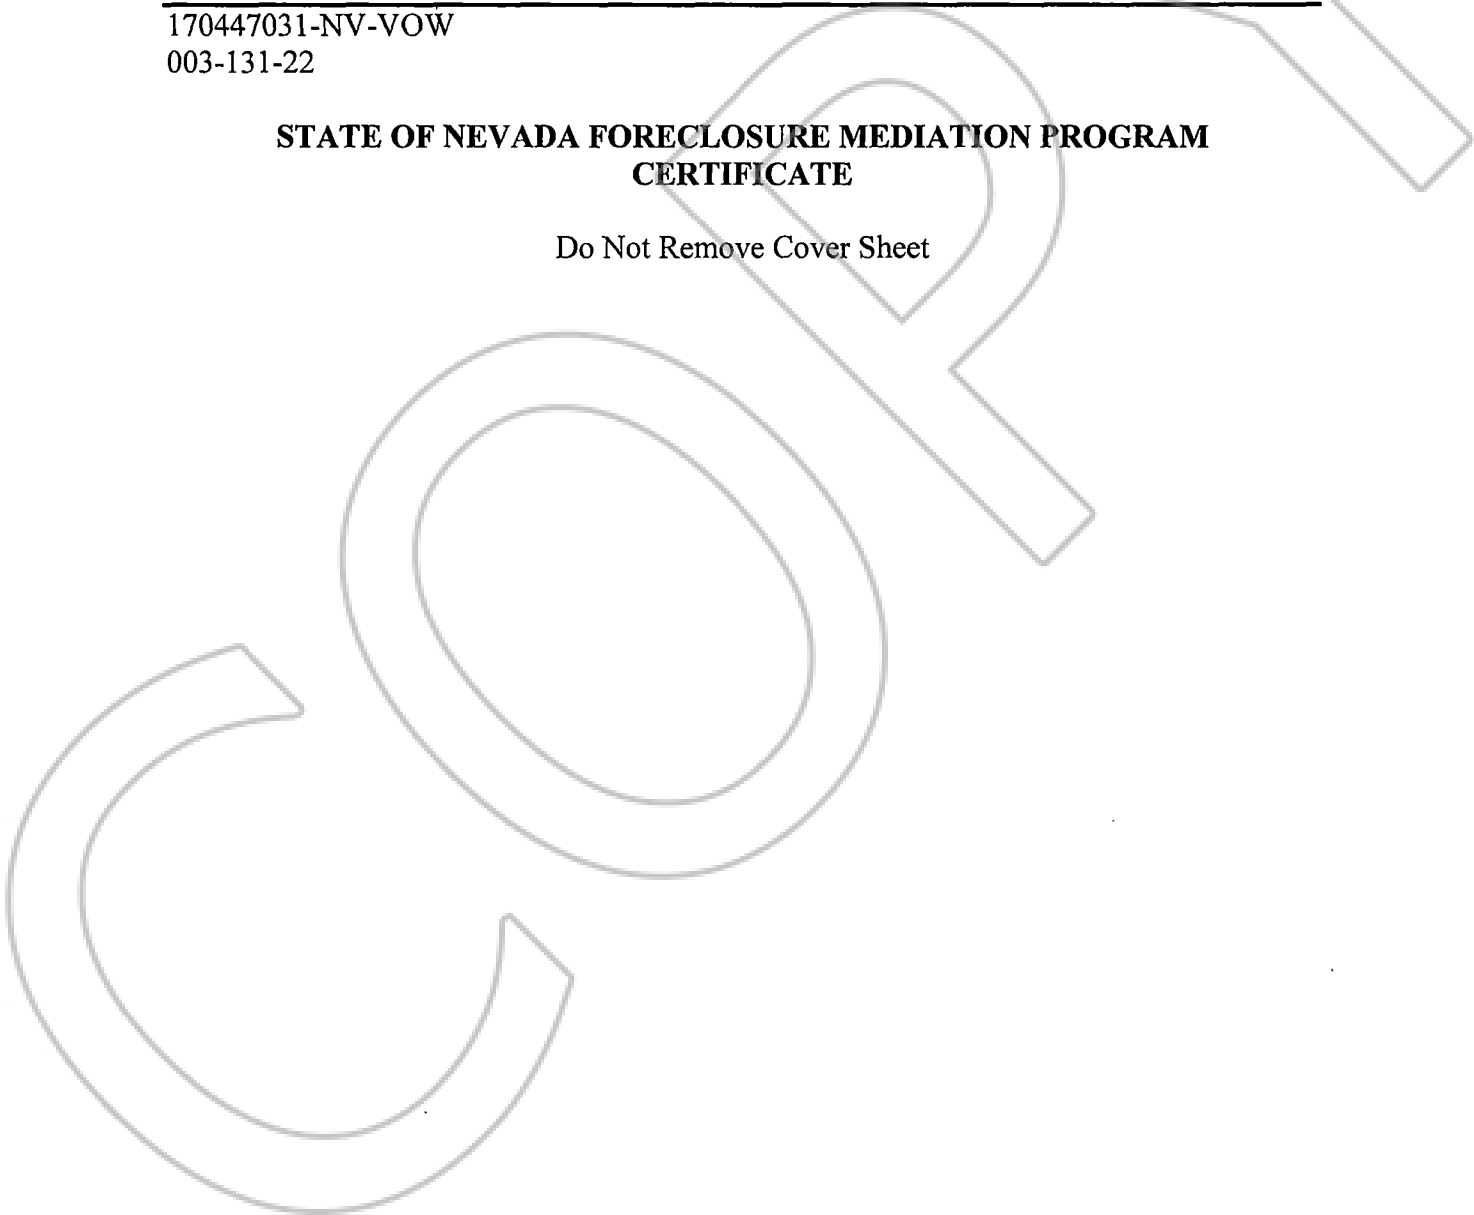 170447031-NV-VOW
003-131-22
STATE OF NEVADA FORECLOSURE MEDIATION PROGRAM
CERTIFICATE
Do Not Remove Cover Sheet
COPY